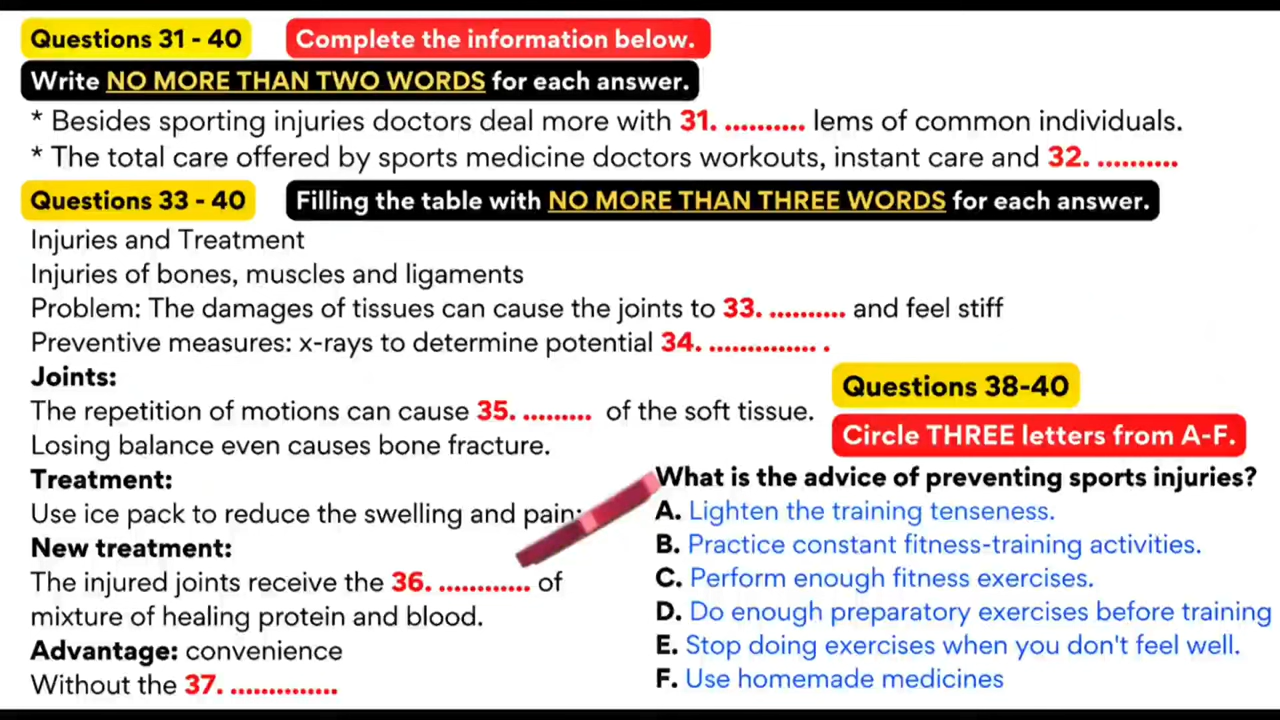 Questions 31 - 40 Complete the information below.
Write NO MORE THAN TWO WORDS for each answer.
* Besides sporting injuries doctors deal more with 31. .......... lems of common individuals.
* The total care offered by sports medicine doctors workouts, instant care and 32. ..........
Questions 33 - 40 Filling the table with NO MORE THAN THREE WORDS for each answer.
Injuries and Treatment
Injuries of bones, muscles and ligaments
Problem: The damages of tissues can cause the joints to 33. .......... and feel stiff
Preventive measures: x-rays to determine potential 34. .............. .
Joints:
The repetition of motions can cause 35. ......... of the soft tissue.
Losing balance even causes bone fracture.
Treatment:
Use ice pack to reduce the swelling and pain;
New treatment:
The injured joints receive the 36. ............ of
mixture of healing protein and blood.
Advantage: convenience
Without the 37. ..............
Questions 38-40
Circle THREE letters from A-F.
What is the advice of preventing sports injuries?
A. Lighten the training tenseness.
B. Practice constant fitness-training activities.
C. Perform enough fitness exercises.
D. Do enough preparatory exercises before training
E. Stop doing exercises when you don't feel well.
F. Use homemade medicines